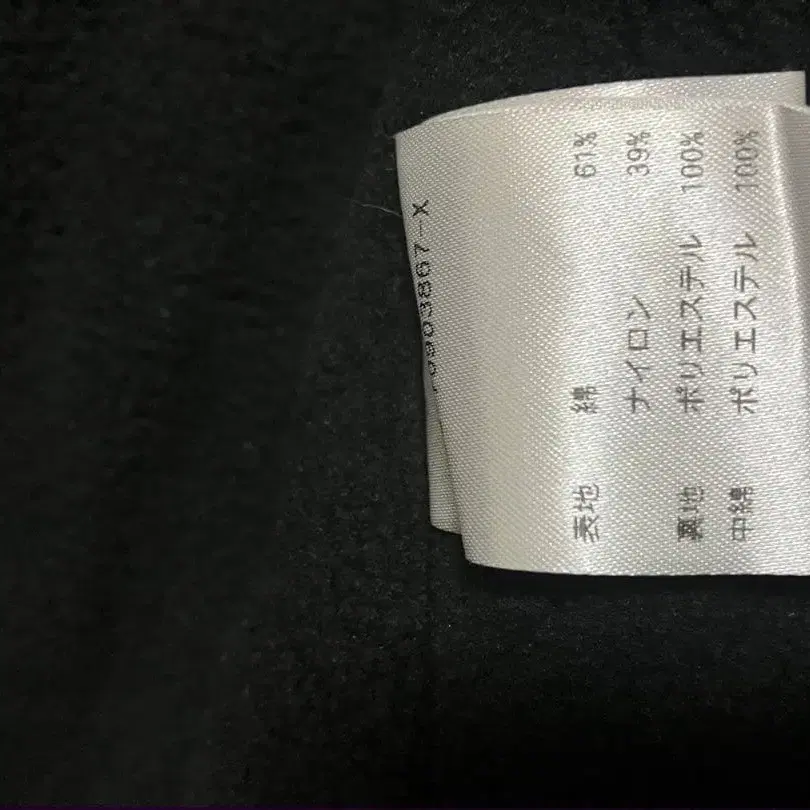 表地 綿 61%
ナイロン 39%
裏地 ポリエステル 100%
中綿 ポリエステル 100%
0903867-X